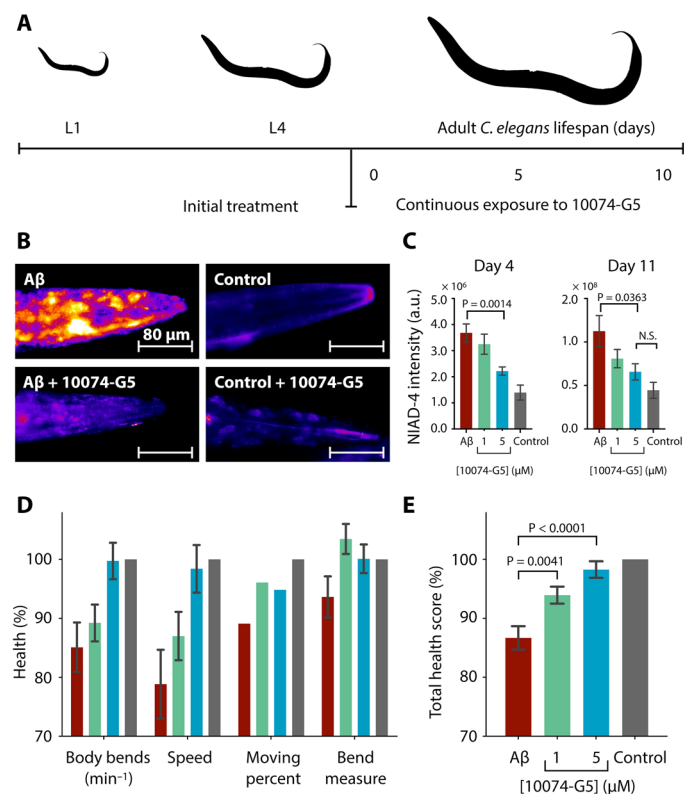 A
L1
L4
Adult C. elegans lifespan (days)
0
5
10
Initial treatment
Continuous exposure to 10074-G5
B
Aβ
80 μm
Control
Aβ + 10074-G5
Control + 10074-G5
C
Day 4
Day 11
NIAD-4 intensity (a.u.)
× 10⁶
5.0
4.0
3.0
2.0
1.0
0
P = 0.0014
Aβ
1
5
Control
[10074-G5] (μM)
× 10⁸
2.0
1.0
0.5
0
P = 0.0363
N.S.
Aβ
1
5
Control
[10074-G5] (μM)
D
Health (%)
100
90
80
70
Body bends
(min⁻¹)
Speed
Moving
percent
Bend
measure
E
Total health score (%)
100
90
80
70
P < 0.0001
P = 0.0041
Aβ
1
5
Control
[10074-G5] (μM)